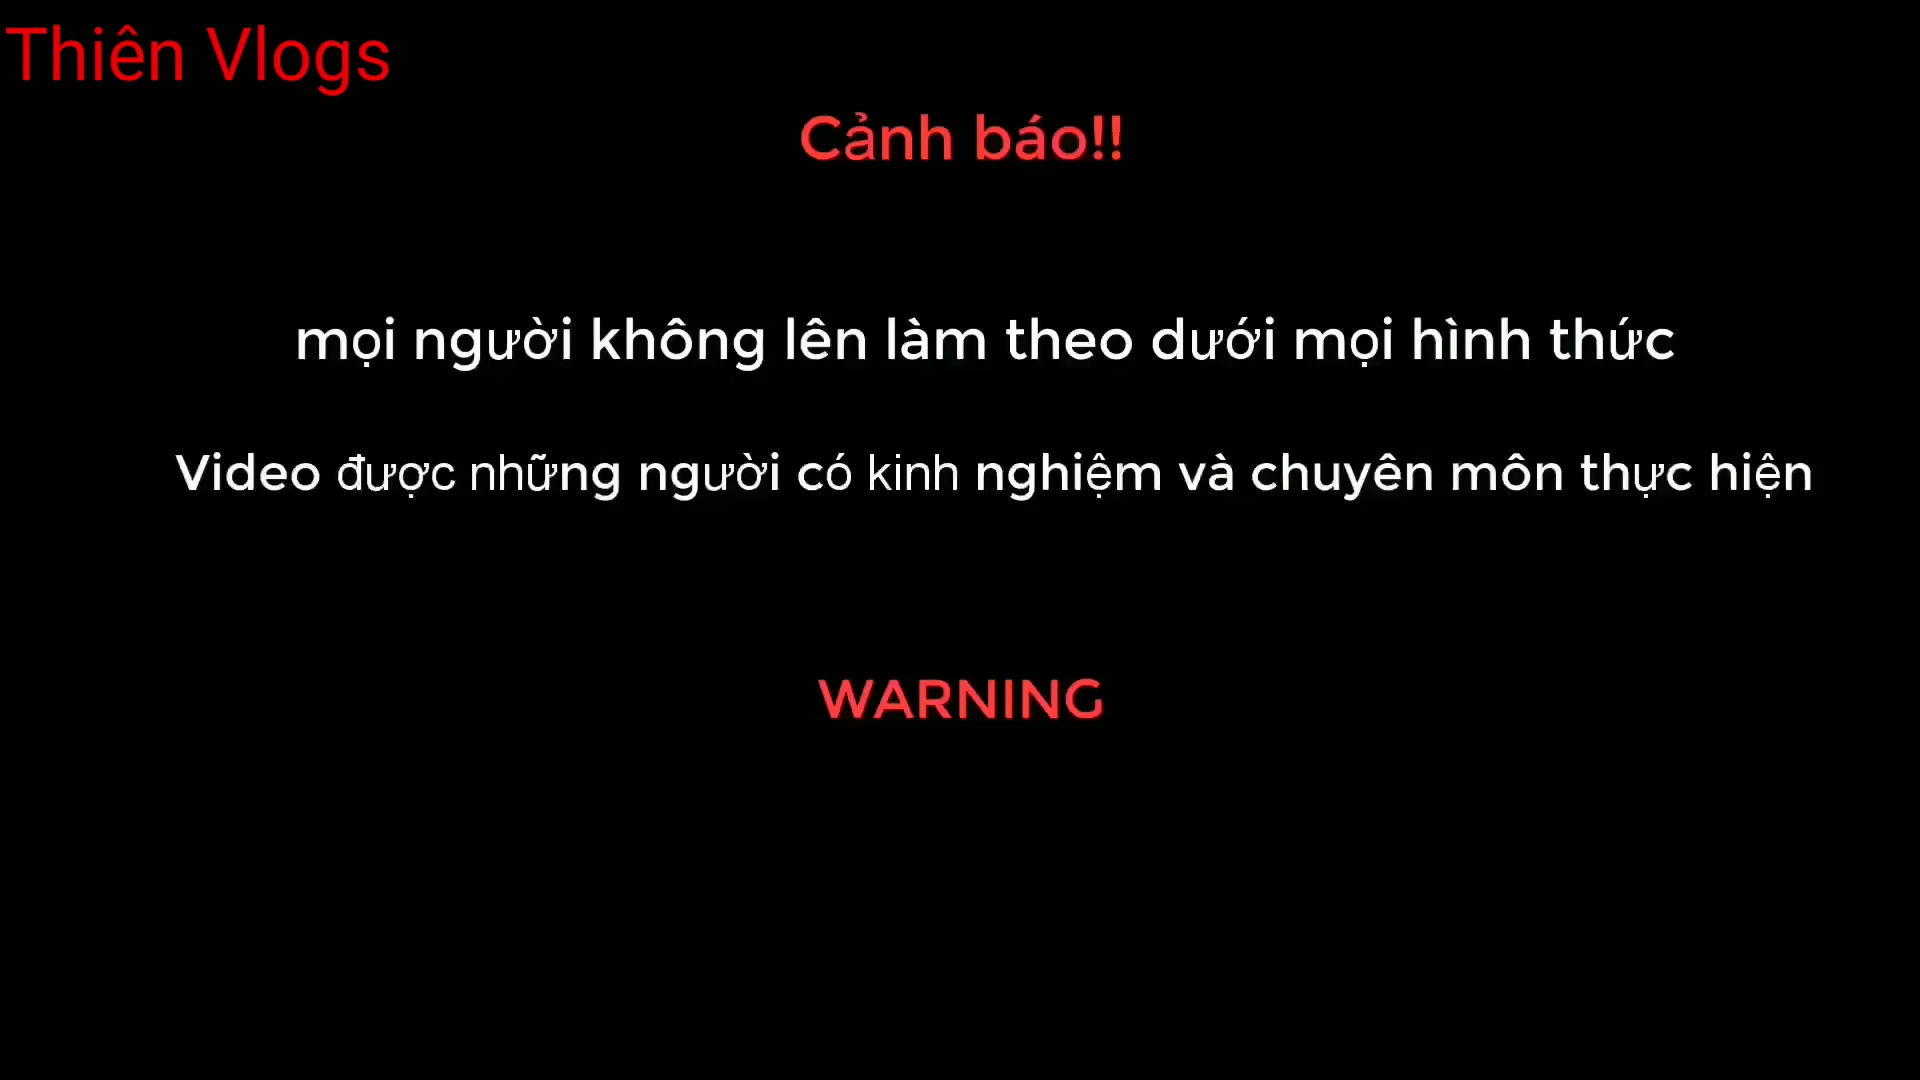 Thiên Vlogs
Cảnh báo!!
mọi người không lên làm theo dưới mọi hình thức
Video được những người có kinh nghiệm và chuyên môn thực hiện
WARNING